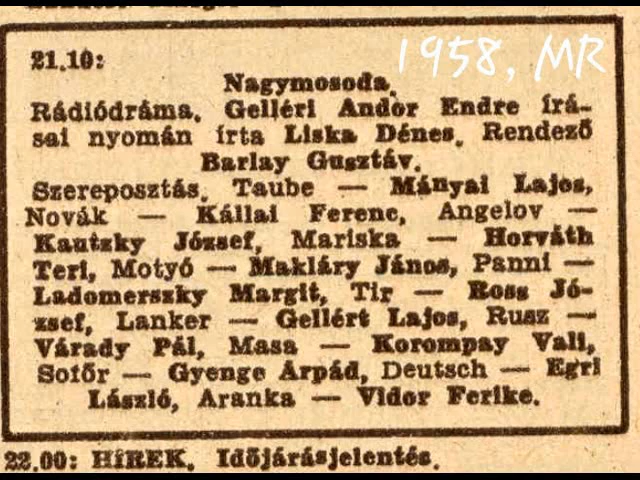 1958, MR
21.10:
Nagymosoda.
Rádiódráma. Gelléri Andor Endre írá-
sai nyomán írta Liska Dénes. Rendező
Barlay Gusztáv.
Szereposztás. Taube — Mányai Lajos,
Novák — Kállai Ferenc, Angelov —
Kautzky József, Mariska — Horváth
Teri, Motyó — Makláry János, Panni —
Ladomerszky Margit, Tir — Ross Jó-
zsef, Lanker — Gellért Lajos, Rusz —
Várady Pál, Masa — Korompay Vali,
Sofőr — Gyenge Árpád, Deutsch — Egri
László, Aranka — Vidor Ferike.
22.00: HÍREK. Időjárásjelentés.